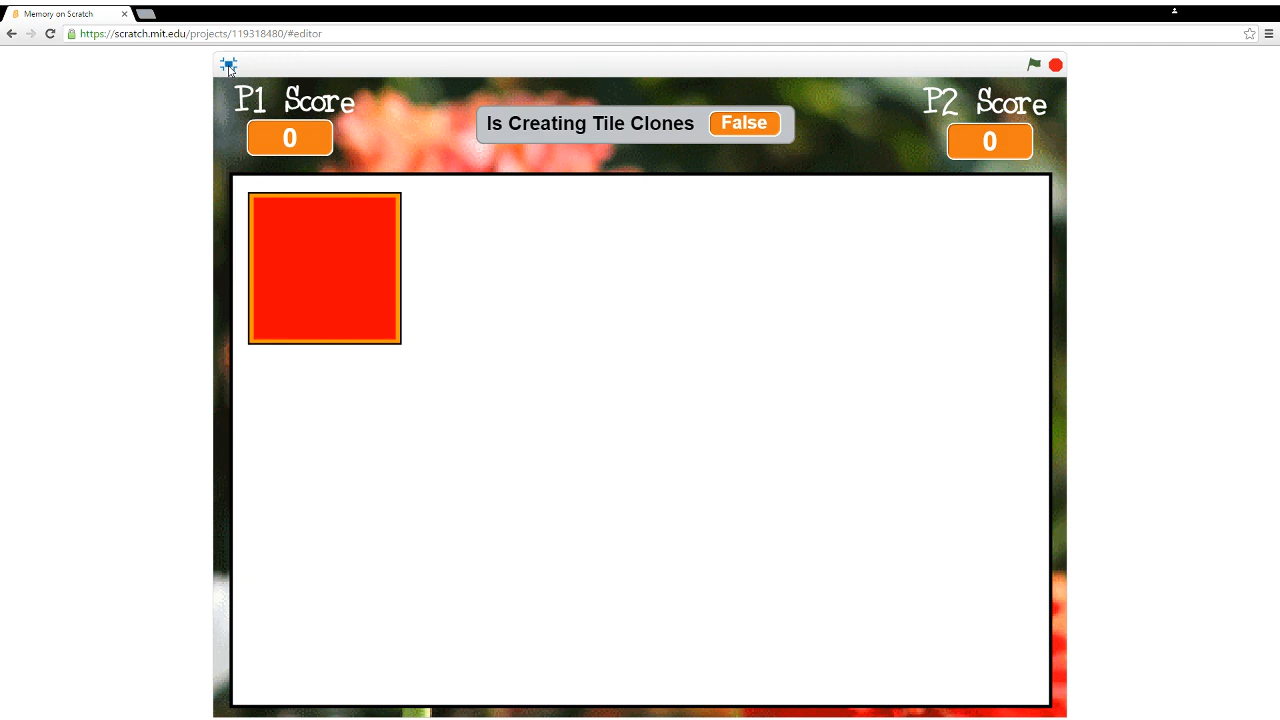 Memory on Scratch
https://scratch.mit.edu/projects/119318480/#editor
P1 Score
0
Is Creating Tile Clones False
P2 Score
0